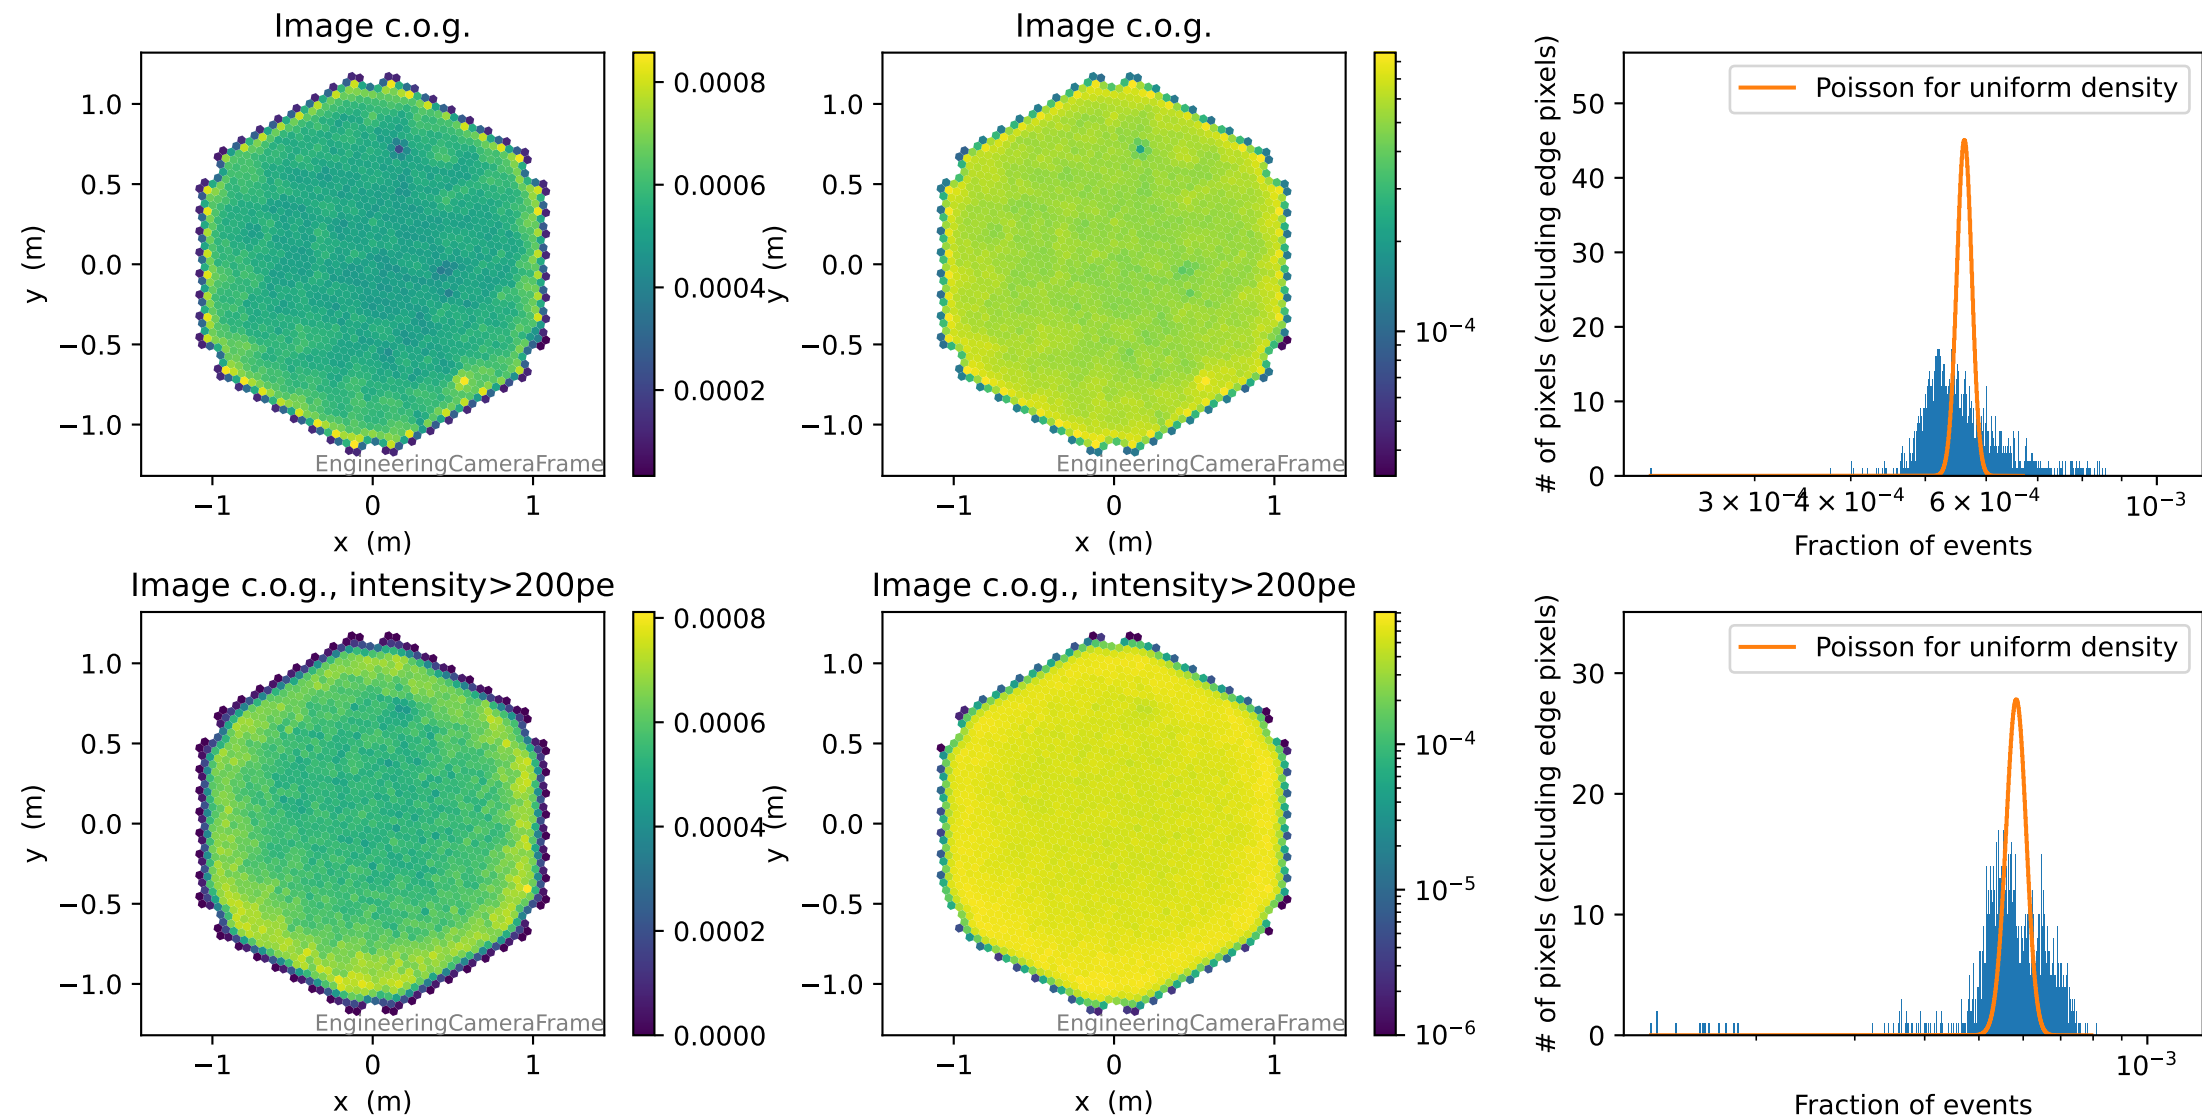 Image c.o.g.
1.0
0.5
0.0
−0.5
−1.0
y (m)
−1
0
1
x (m)
EngineeringCameraFrame
0.0008
0.0006
0.0004
0.0002
Image c.o.g.
1.0
0.5
0.0
−0.5
−1.0
y (m)
−1
0
1
x (m)
EngineeringCameraFrame
10⁻⁴
# of pixels (excluding edge pixels)
50
40
30
20
10
0
Poisson for uniform density
3 × 10⁻⁴
4 × 10⁻⁴
6 × 10⁻⁴
10⁻³
Fraction of events
Image c.o.g., intensity>200pe
1.0
0.5
0.0
−0.5
−1.0
y (m)
−1
0
1
x (m)
EngineeringCameraFrame
0.0008
0.0006
0.0004
0.0002
0.0000
Image c.o.g., intensity>200pe
1.0
0.5
0.0
−0.5
−1.0
y (m)
−1
0
1
x (m)
EngineeringCameraFrame
10⁻⁴
10⁻⁵
10⁻⁶
# of pixels (excluding edge pixels)
30
20
10
0
Poisson for uniform density
10⁻³
Fraction of events